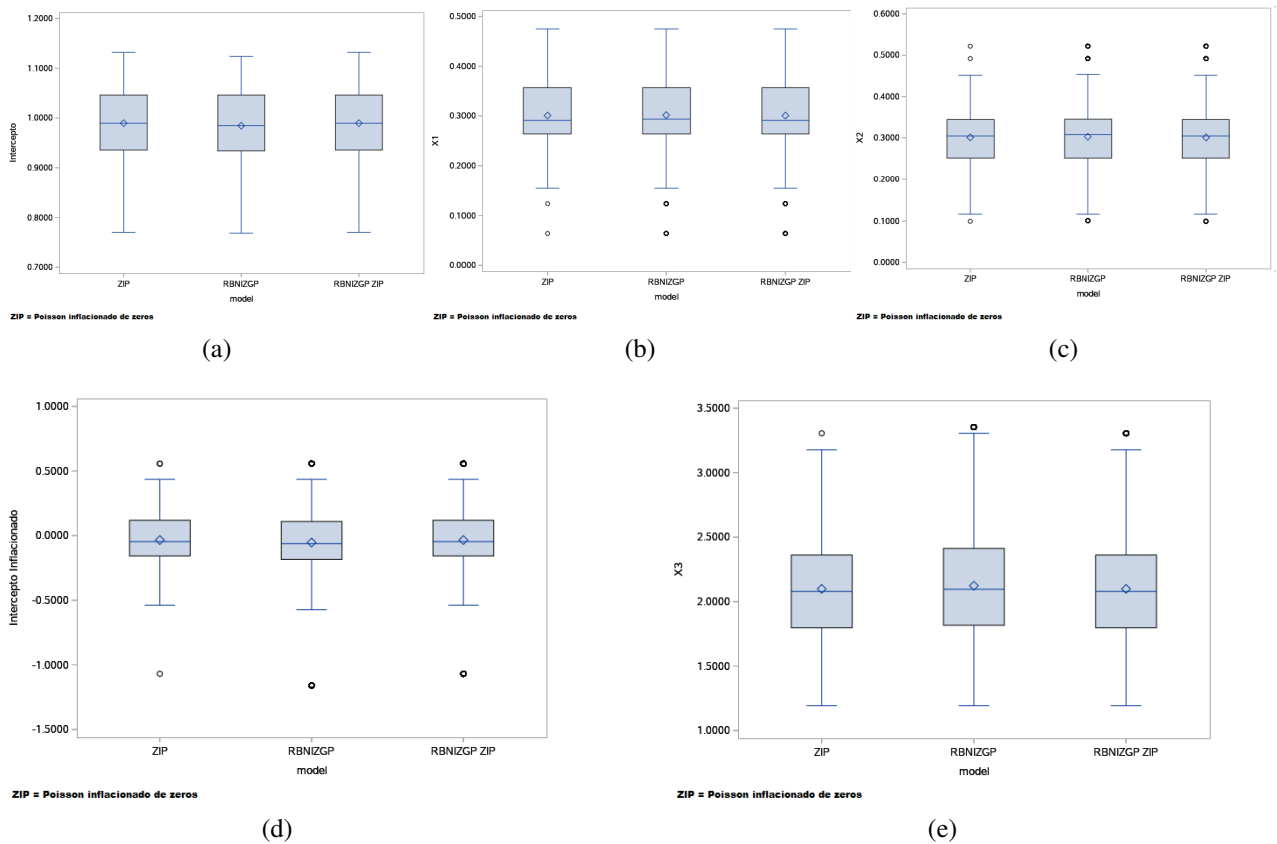 1.2000
1.1000
1.0000
0.9000
0.8000
0.7000
Intercepto
ZIP
RBNIZGP
RBNIZGP ZIP
model
ZIP = Poisson inflacionado de zeros
(a)
0.5000
0.4000
0.3000
0.2000
0.1000
0.0000
X1
ZIP
RBNIZGP
RBNIZGP ZIP
model
ZIP = Poisson inflacionado de zeros
(b)
0.6000
0.5000
0.4000
0.3000
0.2000
0.1000
0.0000
X2
ZIP
RBNIZGP
RBNIZGP ZIP
model
ZIP = Poisson inflacionado de zeros
(c)
1.0000
0.5000
0.0000
-0.5000
-1.0000
-1.5000
Intercepto Inflacionado
ZIP
RBNIZGP
RBNIZGP ZIP
model
ZIP = Poisson inflacionado de zeros
(d)
3.5000
3.0000
2.5000
2.0000
1.5000
1.0000
X3
ZIP
RBNIZGP
RBNIZGP ZIP
model
ZIP = Poisson inflacionado de zeros
(e)